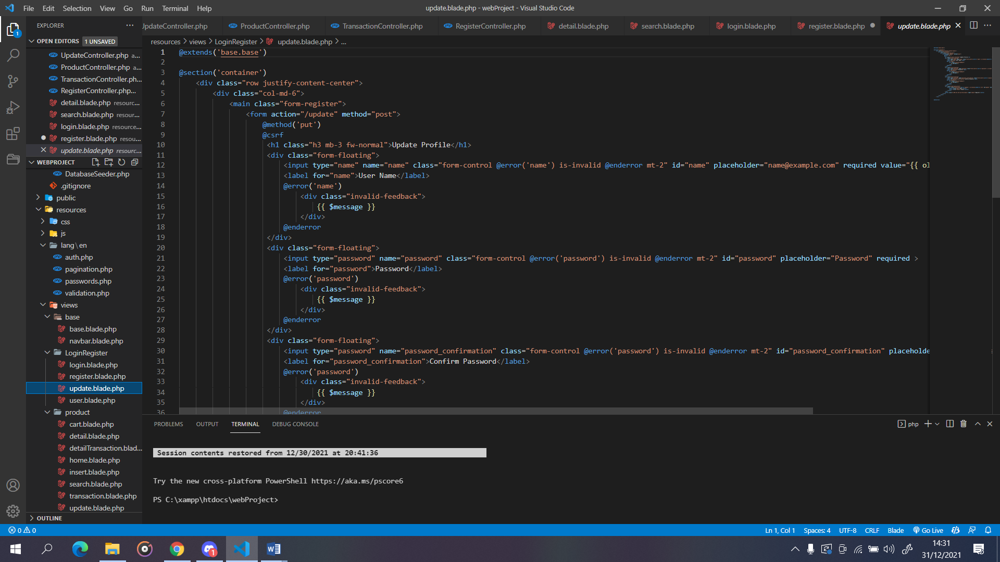 File Edit Selection View Go Run Terminal Help
update.blade.php - webProject - Visual Studio Code
EXPLORER
UpdateController.php ProductController.php TransactionController.php RegisterController.php detail.blade.php search.blade.php login.blade.php register.blade.php update.blade.php
1
OPEN EDITORS 1 UNSAVED
UpdateController.php a...
ProductController.php a...
TransactionController.ph...
RegisterController.php...
detail.blade.php resourc...
search.blade.php resour...
login.blade.php resource...
register.blade.php resou...
update.blade.php resourc...
WEBPROJECT
DatabaseSeeder.php
.gitignore
public
resources
css
js
lang\en
auth.php
pagination.php
passwords.php
validation.php
views
base
base.blade.php
navbar.blade.php
LoginRegister
login.blade.php
register.blade.php
update.blade.php
user.blade.php
product
cart.blade.php
detail.blade.php
detailTransaction.blad...
home.blade.php
insert.blade.php
search.blade.php
transaction.blade.php
update.blade.php
OUTLINE
resources > views > LoginRegister > update.blade.php > ...
1 @extends('base.base')
2
3 @section('container')
4 <div class="row justify-content-center">
5 <div class="col-md-6">
6 <main class="form-register">
7 <form action="/update" method="post">
8 @method('put')
9 @csrf
10 <h1 class="h3 mb-3 fw-normal">Update Profile</h1>
11 <div class="form-floating">
12 <input type="name" name="name" class="form-control @error('name') is-invalid @enderror mt-2" id="name" placeholder="name@example.com" required value="{{ ol
13 <label for="name">User Name</label>
14 @error('name')
15 <div class="invalid-feedback">
16 {{ $message }}
17 </div>
18 @enderror
19 </div>
20 <div class="form-floating">
21 <input type="password" name="password" class="form-control @error('password') is-invalid @enderror mt-2" id="password" placeholder="Password" required >
22 <label for="password">Password</label>
23 @error('password')
24 <div class="invalid-feedback">
25 {{ $message }}
26 </div>
27 @enderror
28 </div>
29 <div class="form-floating">
30 <input type="password" name="password_confirmation" class="form-control @error('password') is-invalid @enderror mt-2" id="password_confirmation" placeholde
31 <label for="password_confirmation">Confirm Password</label>
32 @error('password')
33 <div class="invalid-feedback">
34 {{ $message }}
35 </div>
36 @enderror
PROBLEMS OUTPUT TERMINAL DEBUG CONSOLE
php
Session contents restored from 12/30/2021 at 20:41:36
Try the new cross-platform PowerShell https://aka.ms/pscore6
PS C:\xampp\htdocs\webProject>
0 0
Ln 1, Col 1 Spaces: 4 UTF-8 CRLF Blade Go Live
1
14:31
31/12/2021